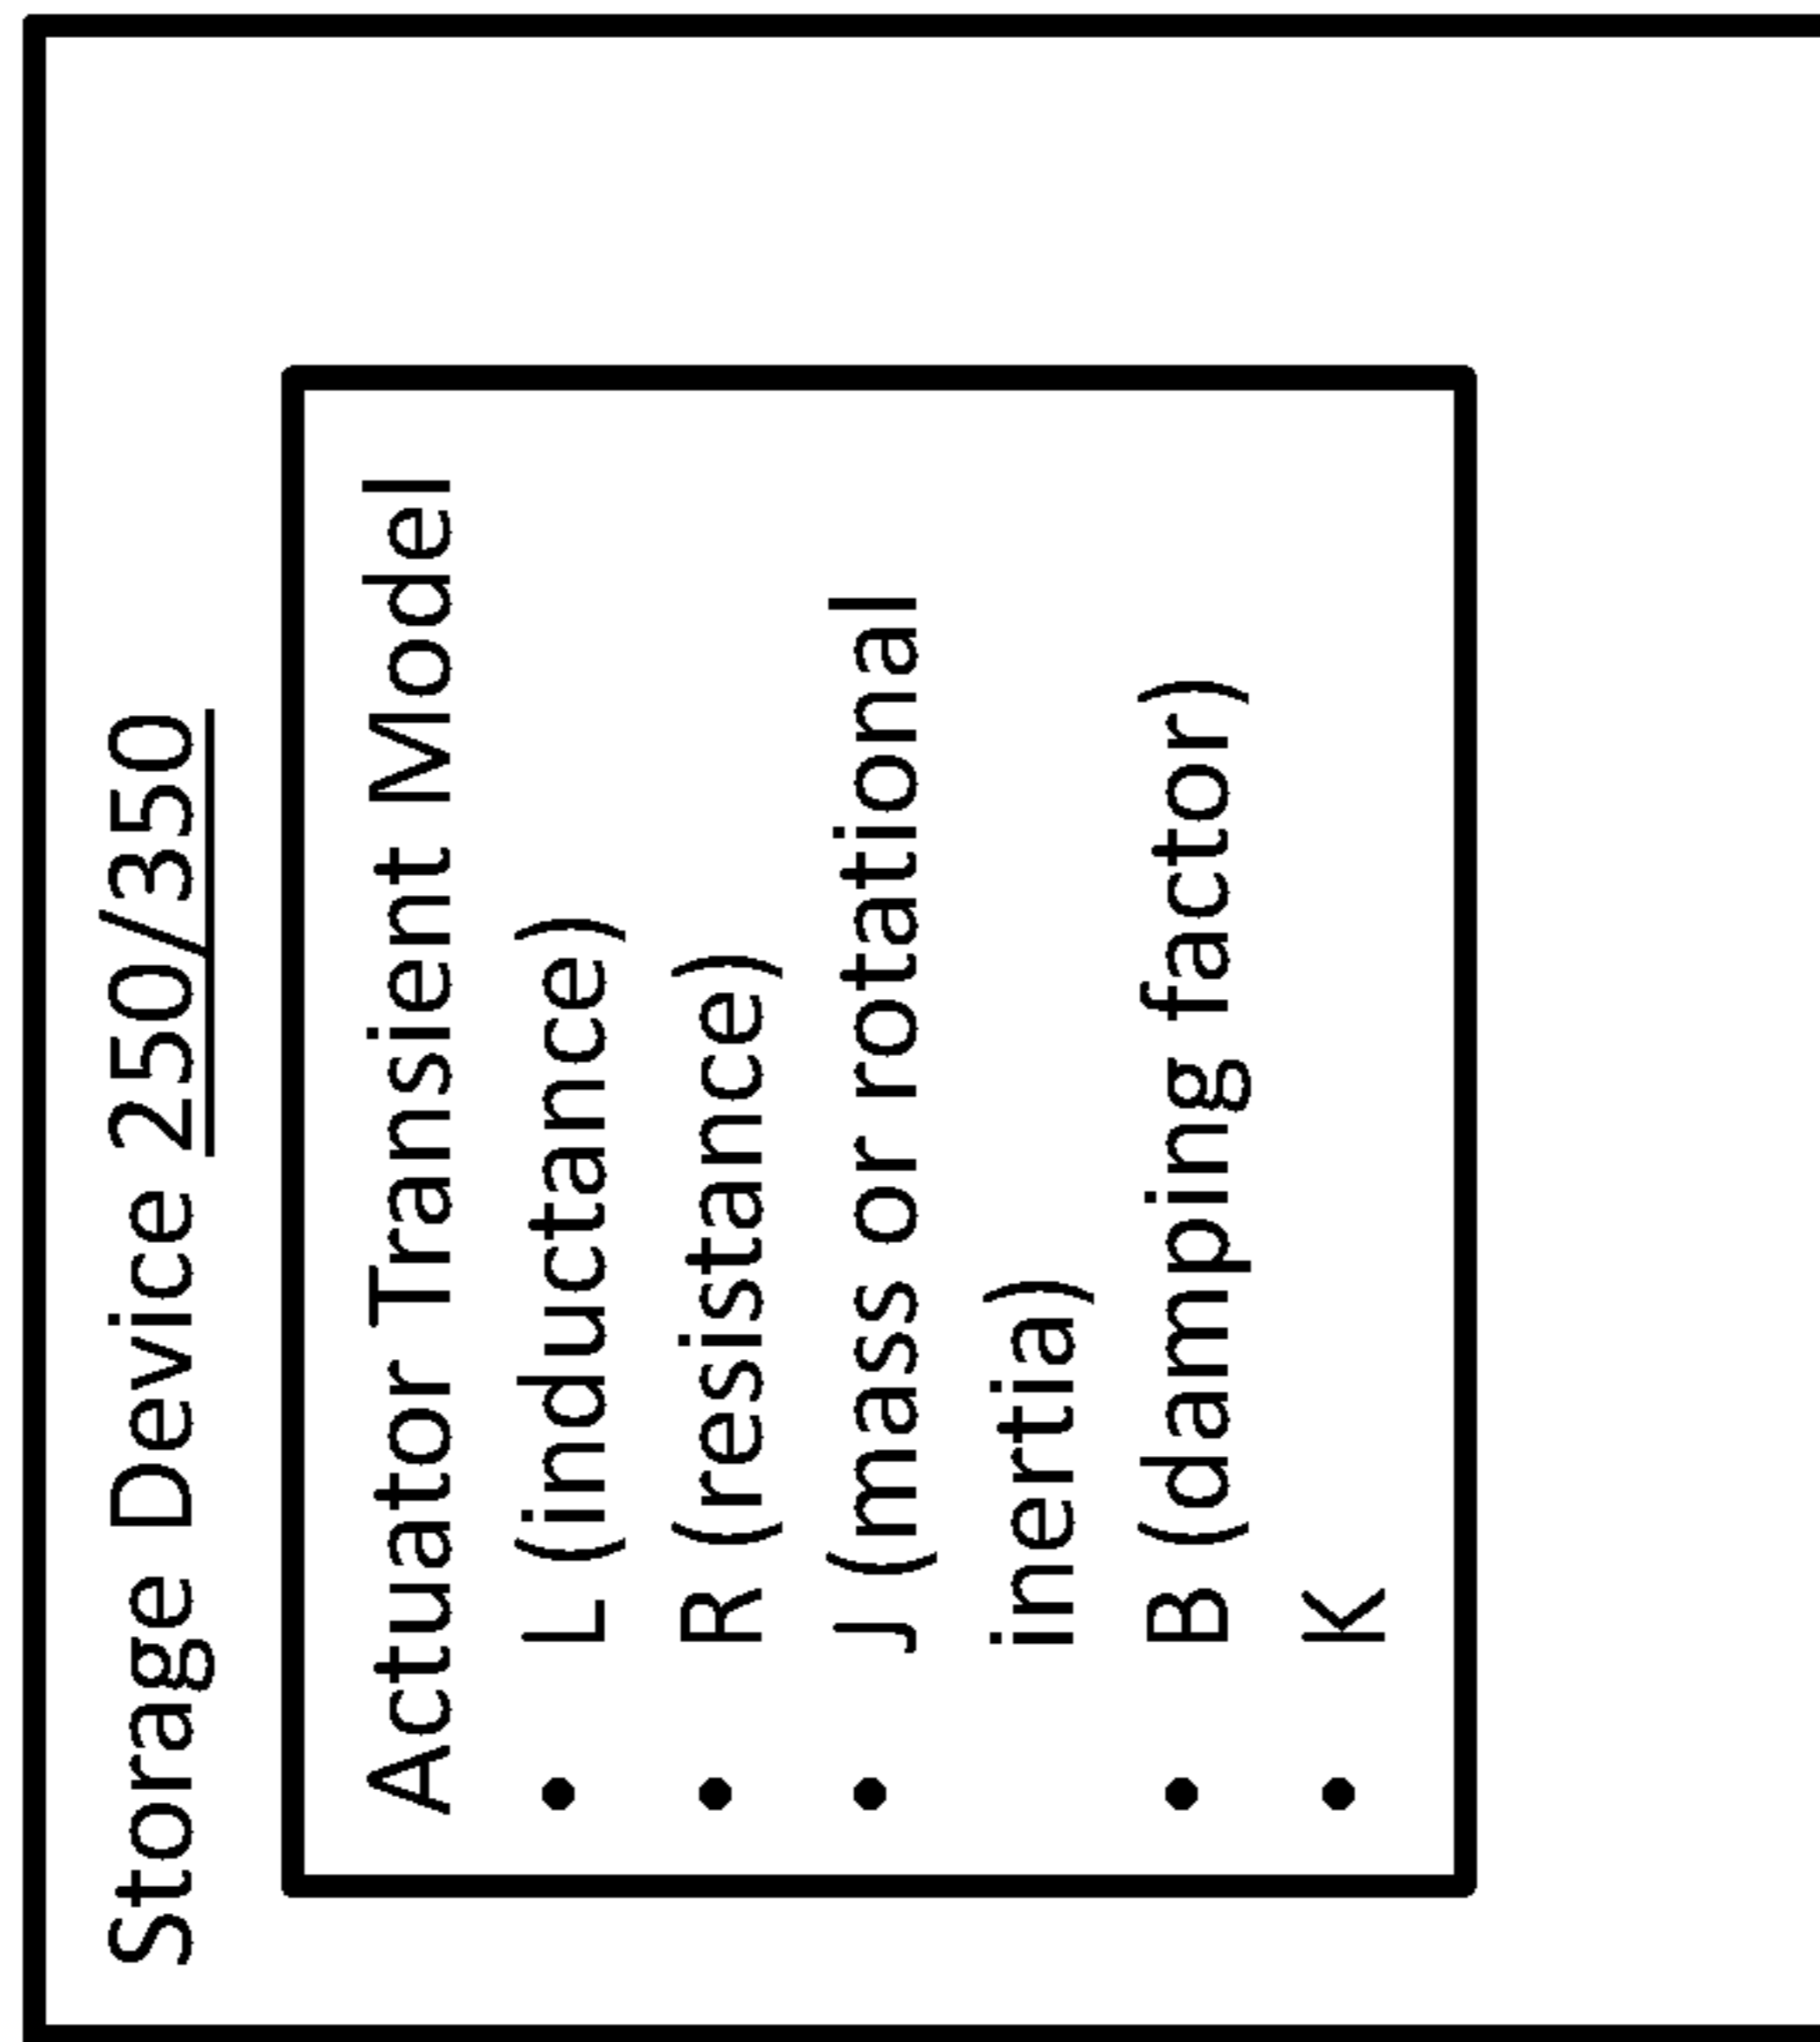 Storage Device 250/350
Actuator Transient Model
• L (inductance)
• R (resistance)
• J (mass or rotational
inertia)
• B (damping factor)
• K